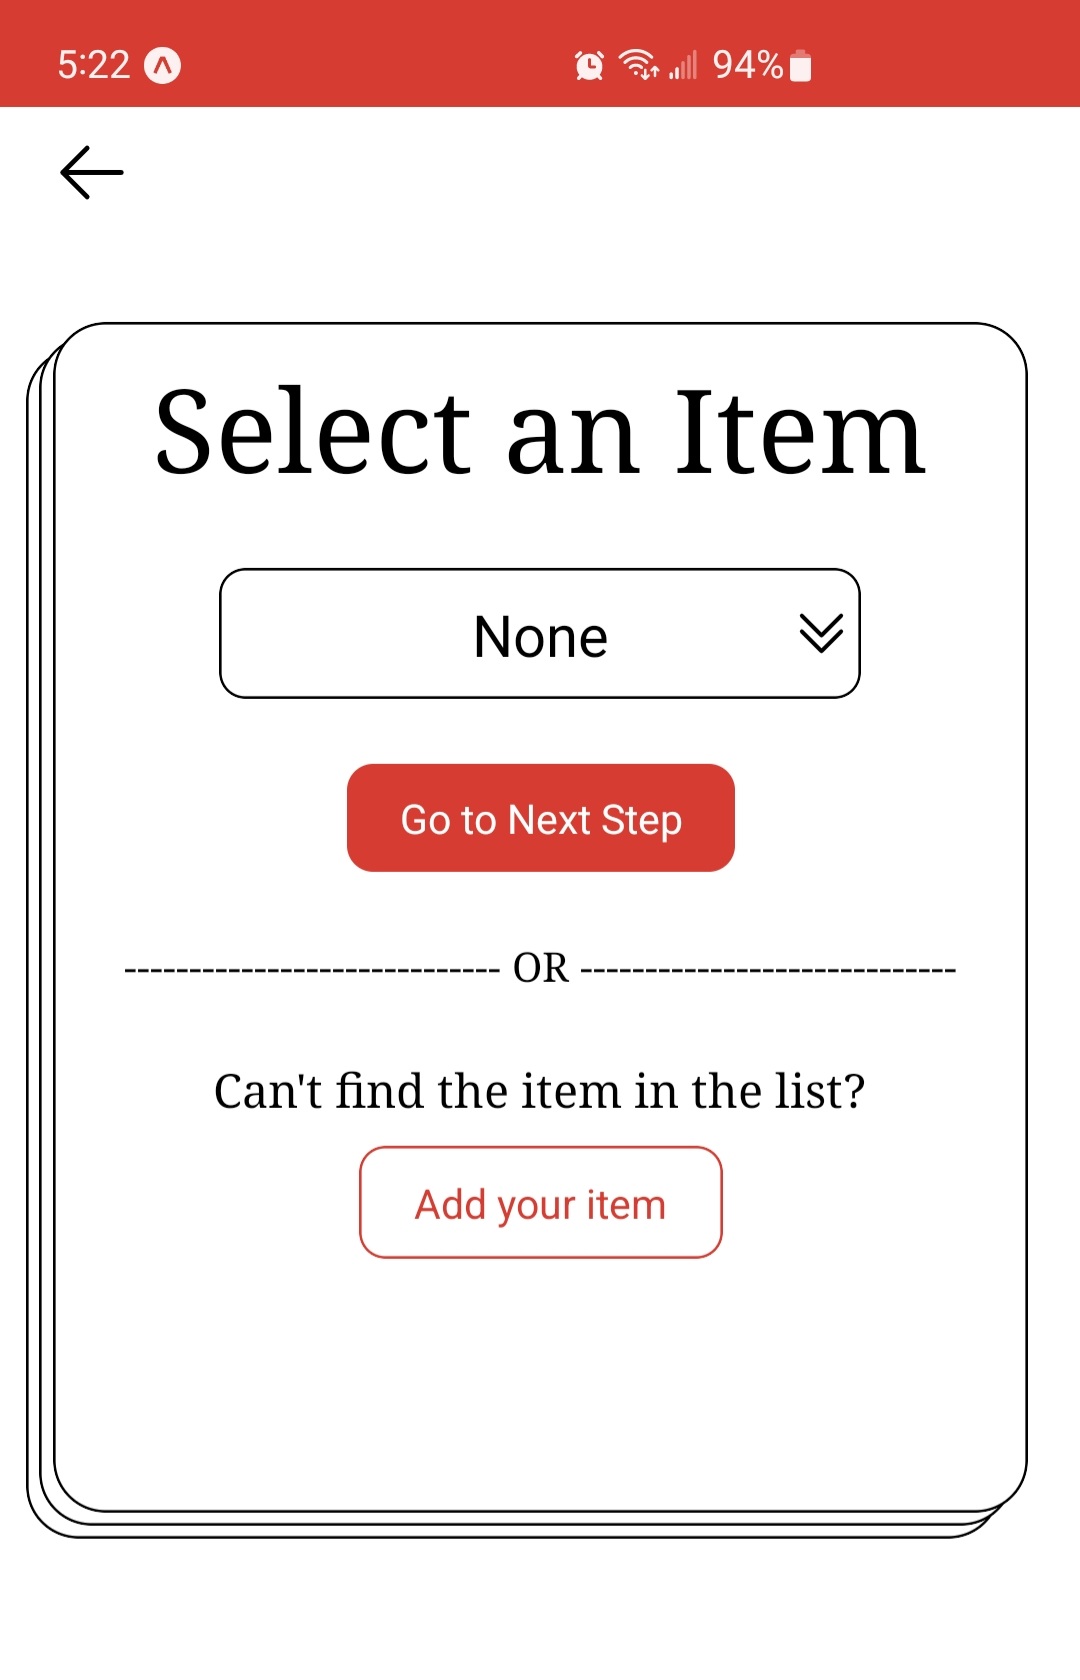 5:22 94%
Select an Item
None
Go to Next Step
--------------------------- OR ---------------------------
Can't find the item in the list?
Add your item